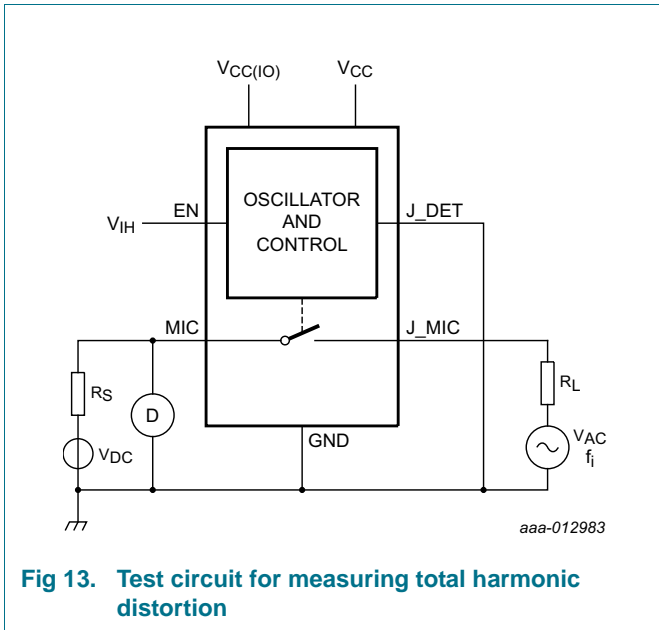 VCC(IO)
VCC
OSCILLATOR
AND
CONTROL
EN
VIH
J_DET
MIC
J_MIC
RS
D
RL
VDC
GND
VAC
fi
aaa-012983
Fig 13. Test circuit for measuring total harmonic
distortion